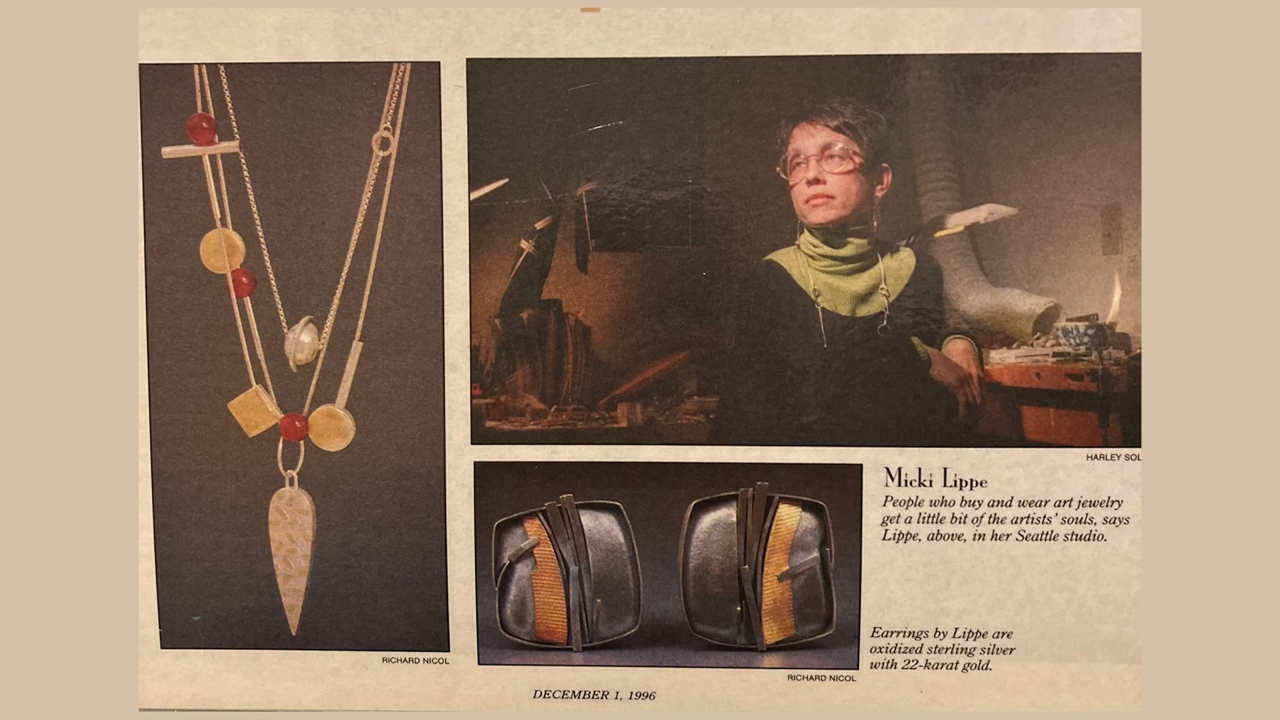 HARLEY SOL
Micki Lippe
People who buy and wear art jewelry
get a little bit of the artists' souls, says
Lippe, above, in her Seattle studio.
Earrings by Lippe are
oxidized sterling silver
with 22-karat gold.
RICHARD NICOL
RICHARD NICOL
DECEMBER 1, 1996